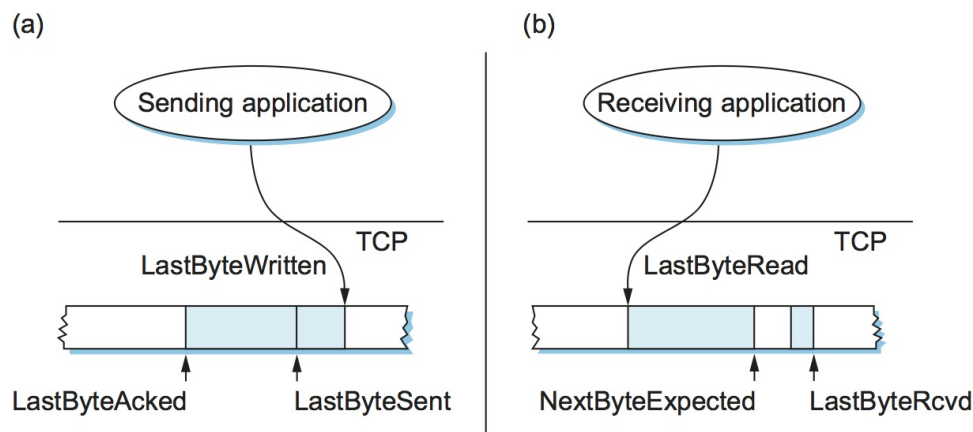 (a)
Sending application
TCP
LastByteWritten
LastByteAcked
LastByteSent
(b)
Receiving application
TCP
LastByteRead
NextByteExpected
LastByteRcvd